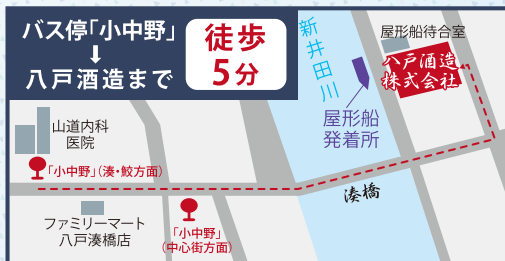 バス停「小中野」
八戸酒造まで
徒歩
5分
新井田川
屋形船待合室
八戸酒造
株式会社
屋形船
発着所
山道内科
医院
「小中野」(湊・鮫方面)
湊橋
ファミリーマート
八戸湊橋店
「小中野」
(中心街方面)